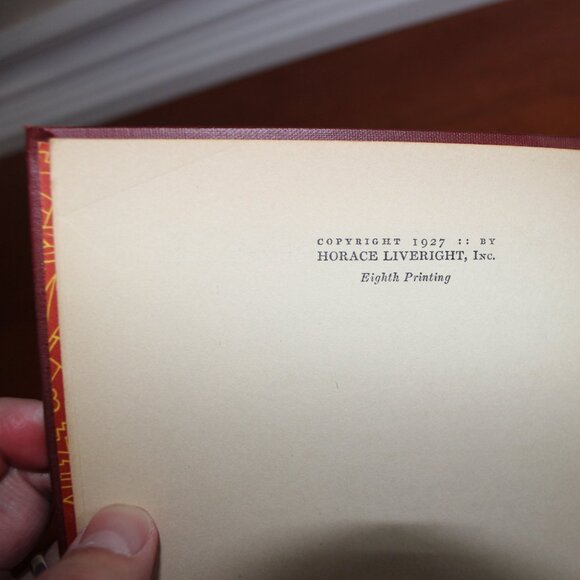 COPYRIGHT 1927 :: BY
HORACE LIVERIGHT, INC.
Eighth Printing